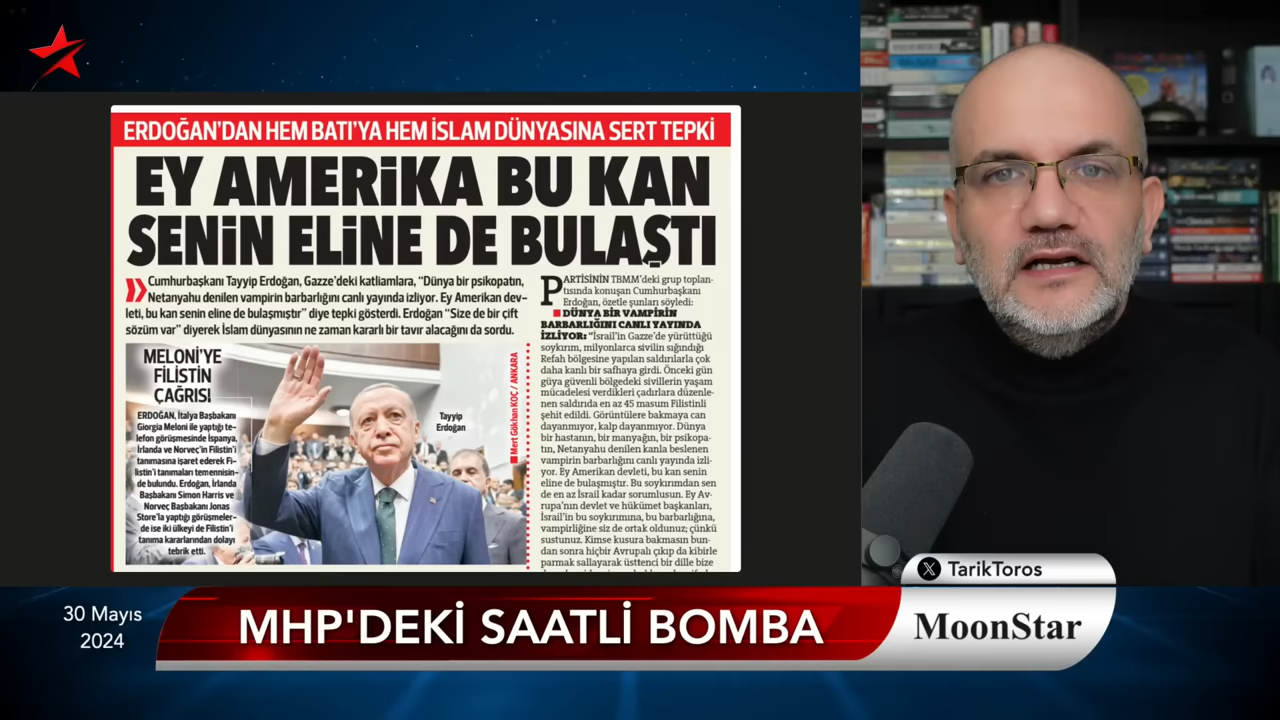 ERDOĞAN'DAN HEM BATI'YA HEM İSLAM DÜNYASINA SERT TEPKİ
EY AMERİKA BU KAN
SENİN ELİNE DE BULAŞTI
Cumhurbaşkanı Tayyip Erdoğan, Gazze'deki katliamlara, "Dünya bir psikopatın,
Netanyahu denilen vampirin barbarlığını canlı yayında izliyor. Ey Amerikan dev-
leti, bu kan senin eline de bulaşmıştır" diye tepki gösterdi. Erdoğan "Size de bir çift
sözüm var" diyerek İslam dünyasının ne zaman kararlı bir tavır alacağını da sordu.
MELONİ'YE
FİLİSTİN
ÇAĞRISI
ERDOĞAN, İtalya Başbakanı
Giorgia Meloni ile yaptığı te-
lefon görüşmesinde İspanya,
İrlanda ve Norveç'in Filistin'i
tanımasına işaret ederek Fi-
listin'i tanımaları temennisin-
de bulundu. Erdoğan, İrlanda
Başbakanı Simon Harris ve
Norveç Başbakanı Jonas
Store'la yaptığı görüşmeler-
de ise iki ülkeyi de Filistin'i
tanıma kararlarından dolayı
tebrik etti.
Tayyip
Erdoğan
Mert Gökhan KOÇ / ANKARA
PARTİSİNİN TBMM'deki grup toplan-
tısında konuşan Cumhurbaşkanı
Erdoğan, özetle şunları söyledi:
DÜNYA BİR VAMPİRİN
BARBARLIĞINI CANLI YAYINDA
İZLİYOR: "İsrail'in Gazze'de yürüttüğü
soykırım, milyonlarca sivilin sığındığı
Refah bölgesine yapılan saldırılarla çok
daha kanlı bir safhaya girdi. Önceki gün
güya güvenli bölgedeki sivillerin yaşam
mücadelesi verdikleri çadırlara düzenle-
nen saldırıda en az 45 masum Filistinli
şehit edildi. Görüntülere bakmaya can
dayanmıyor, kalp dayanmıyor. Dünya
bir hastanın, bir manyağın, bir psikopa-
tın, Netanyahu denilen kanla beslenen
vampirin barbarlığını canlı yayında izli-
yor. Ey Amerikan devleti, bu kan senin
eline de bulaşmıştır. Bu soykırımdan sen
de en az İsrail kadar sorumlusun. Ey Av-
rupa'nın devlet ve hükümet başkanları,
İsrail'in bu soykırımına, bu barbarlığına,
vampirliğine siz de ortak oldunuz; çünkü
sustunuz. Kimse kusura bakmasın bun-
dan sonra hiçbir Avrupalı çıkıp da kibirle
parmak sallayarak üstenci bir dille bize
TarikToros
MoonStar
30 Mayıs
2024
MHP'DEKİ SAATLİ BOMBA